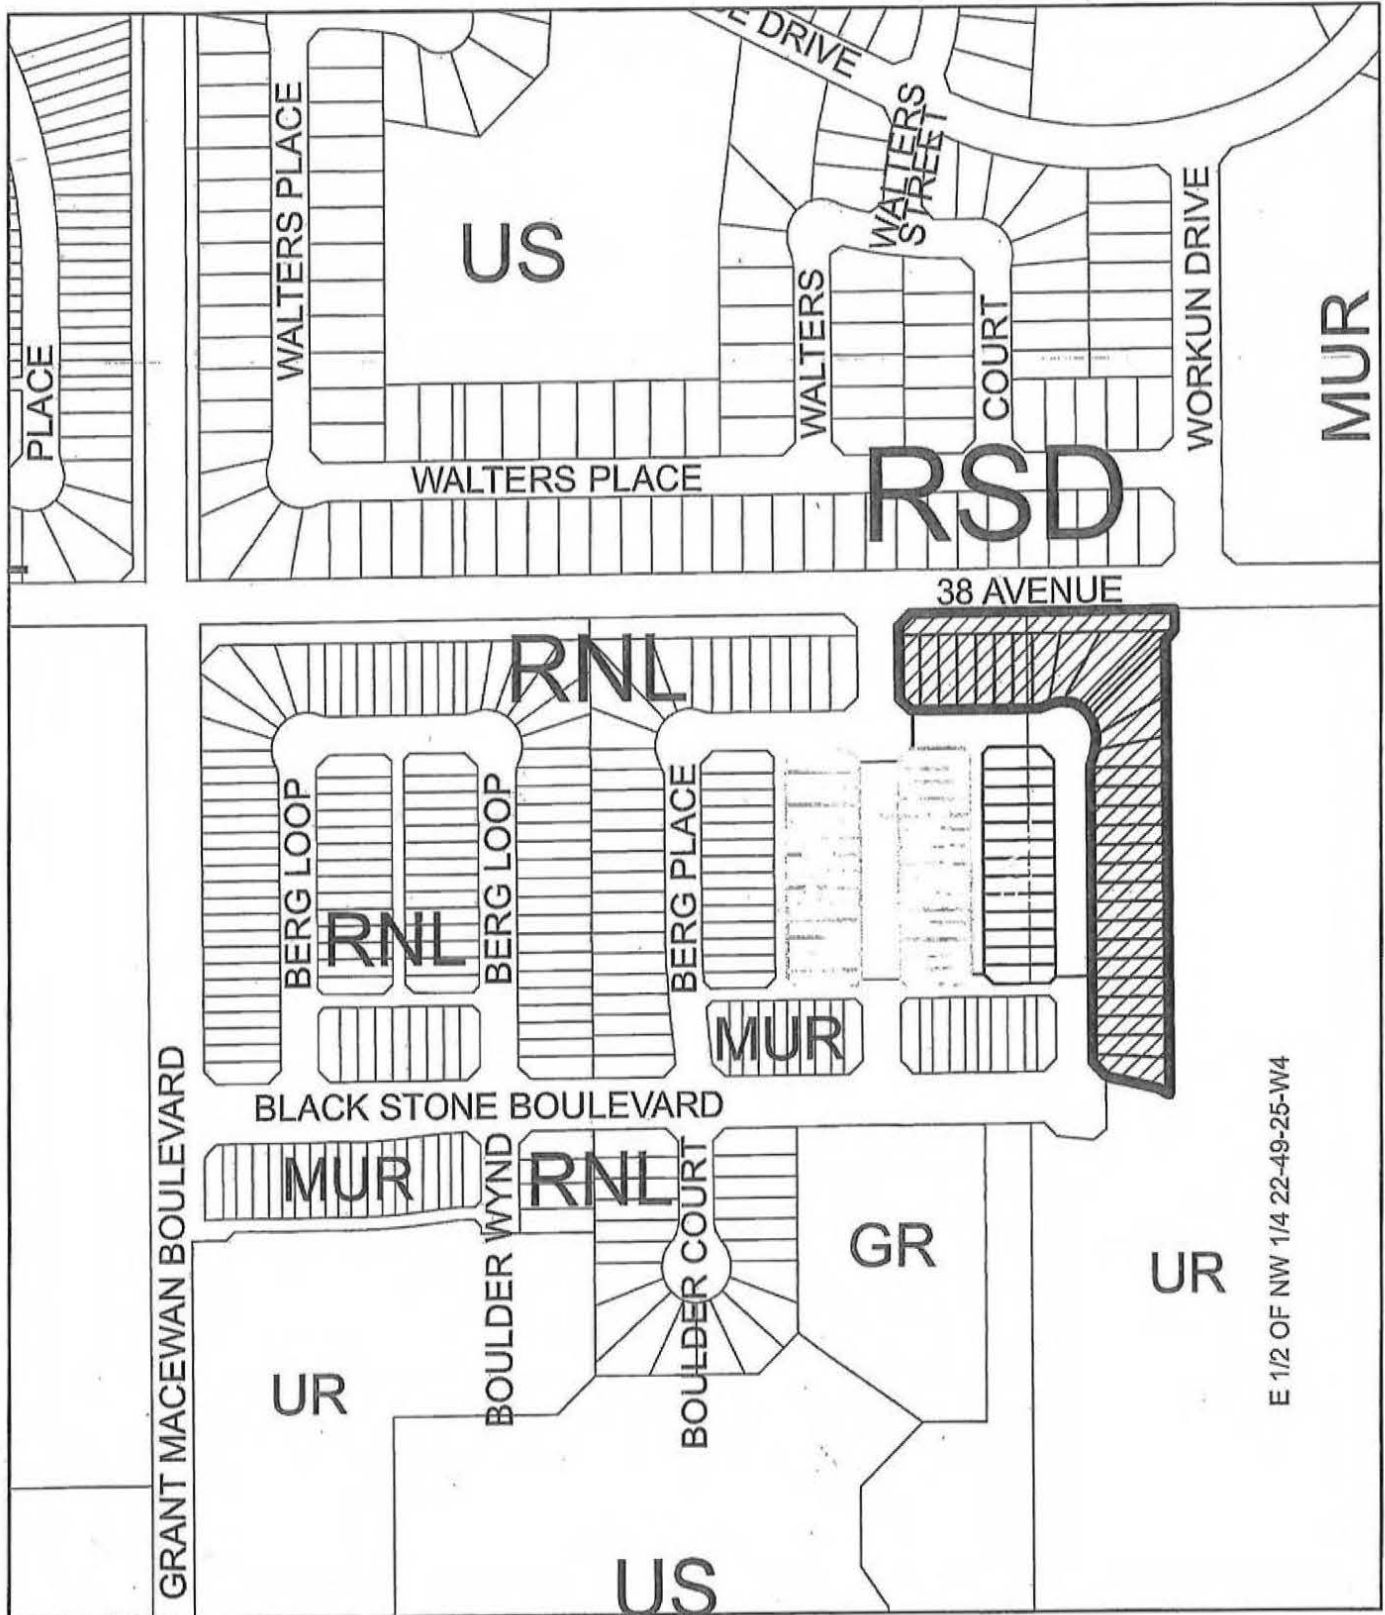 DRIVE
WALTERS PLACE
WALTERS
STREET
US
WORKUN DRIVE
PLACE
WALTERS
COURT
MUR
WALTERS PLACE
RSD
38 AVENUE
RNL
BERG LOOP
BERG LOOP
BERG PLACE
RNL
MUR
BLACK STONE BOULEVARD
GRANT MACEWAN BOULEVARD
MUR
BOULDER WYND
RNL
BOULDER COURT
GR
UR
E 1/2 OF NW 1/4 22-49-25-W4
UR
US